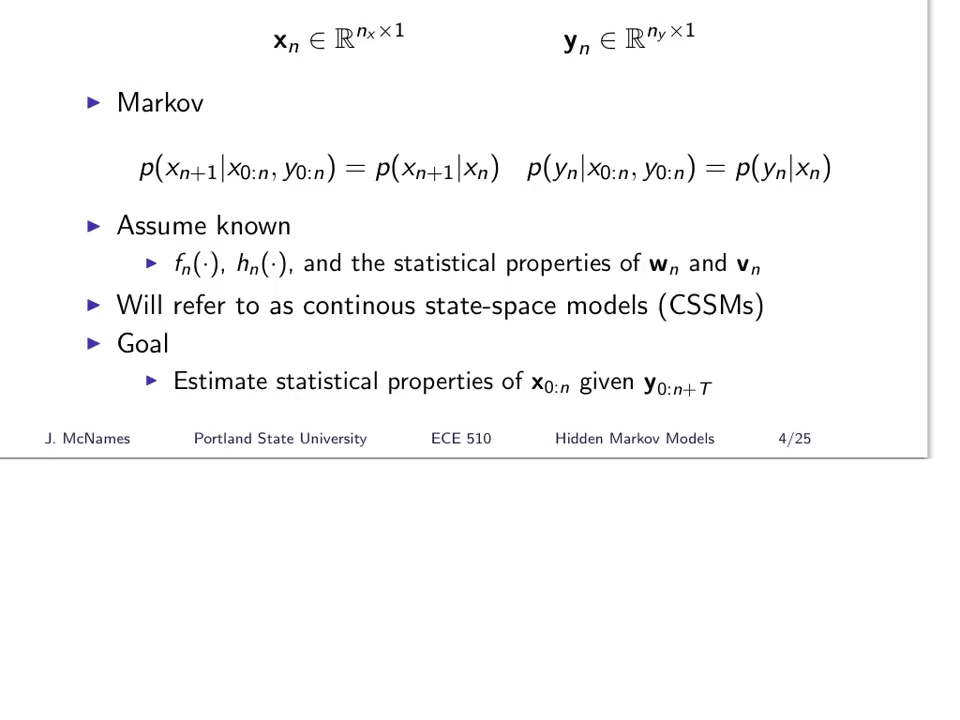 𝐱ₙ ∈ ℝ^{nₓ×1} 𝐲ₙ ∈ ℝ^{n_y×1}
▶ Markov
p(xₙ₊₁|x₀:ₙ, y₀:ₙ) = p(xₙ₊₁|xₙ) p(yₙ|x₀:ₙ, y₀:ₙ) = p(yₙ|xₙ)
▶ Assume known
▶ fₙ(·), hₙ(·), and the statistical properties of 𝐰ₙ and 𝐯ₙ
▶ Will refer to as continous state-space models (CSSMs)
▶ Goal
▶ Estimate statistical properties of 𝐱₀:ₙ given 𝐲_{0:n+T}
J. McNames Portland State University ECE 510 Hidden Markov Models 4/25